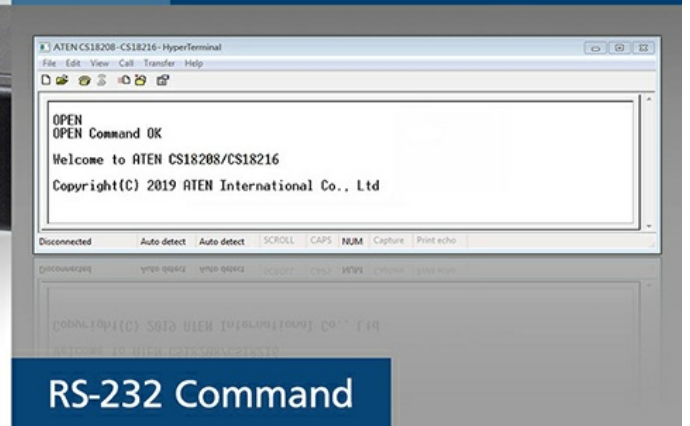 ATEN CS18208-CS18216- HyperTerminal
File Edit View Call Transfer Help
OPEN
OPEN Command OK
Welcome to ATEN CS18208/CS18216
Copyright(C) 2019 ATEN International Co., Ltd
Disconnected Auto detect Auto detect SCROLL CAPS NUM Capture Print echo
RS-232 Command